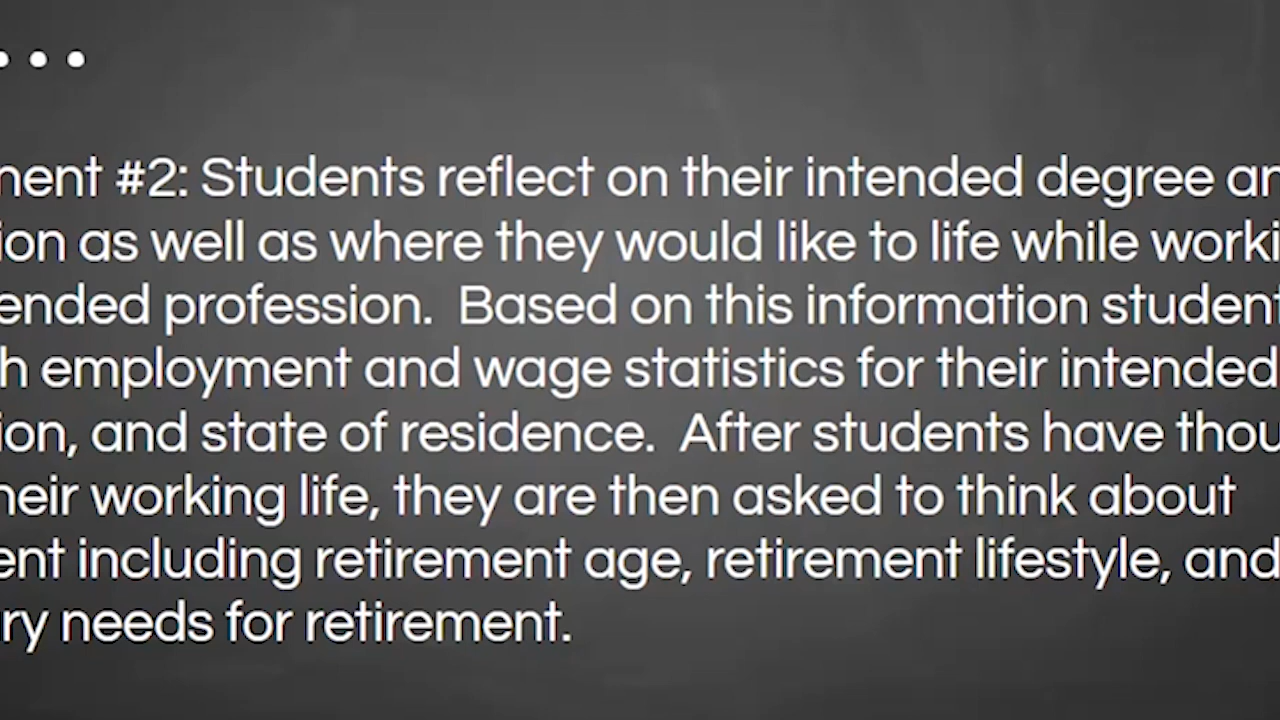 ...
ment #2: Students reflect on their intended degree an
ion as well as where they would like to life while worki
ended profession.  Based on this information student
h employment and wage statistics for their intended
ion, and state of residence.  After students have thou
heir working life, they are then asked to think about
ent including retirement age, retirement lifestyle, and
ry needs for retirement.